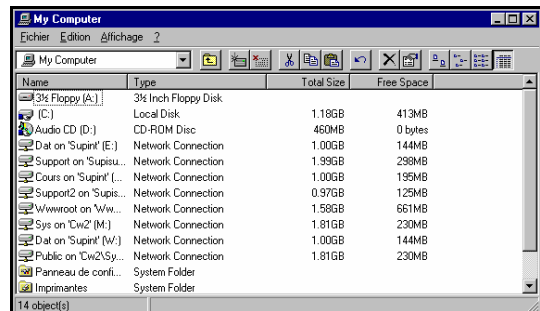 My Computer
Fichier Edition Affichage ?
My Computer
Name Type Total Size Free Space
3½ Floppy (A:) 3½ Inch Floppy Disk
(C:) Local Disk 1.18GB 413MB
Audio CD (D:) CD-ROM Disc 460MB 0 bytes
Dat on 'Supint' (E:) Network Connection 1.00GB 144MB
Support on 'Supisu... Network Connection 1.99GB 298MB
Cours on 'Supint' (... Network Connection 1.00GB 195MB
Support2 on 'Supis... Network Connection 0.97GB 125MB
Wwwroot on 'Ww... Network Connection 1.58GB 661MB
Sys on 'Cw2' (M:) Network Connection 1.81GB 230MB
Dat on 'Supint' (W:) Network Connection 1.00GB 144MB
Public on 'Cw2\Sy... Network Connection 1.81GB 230MB
Panneau de confi... System Folder
Imprimantes System Folder
14 object(s)